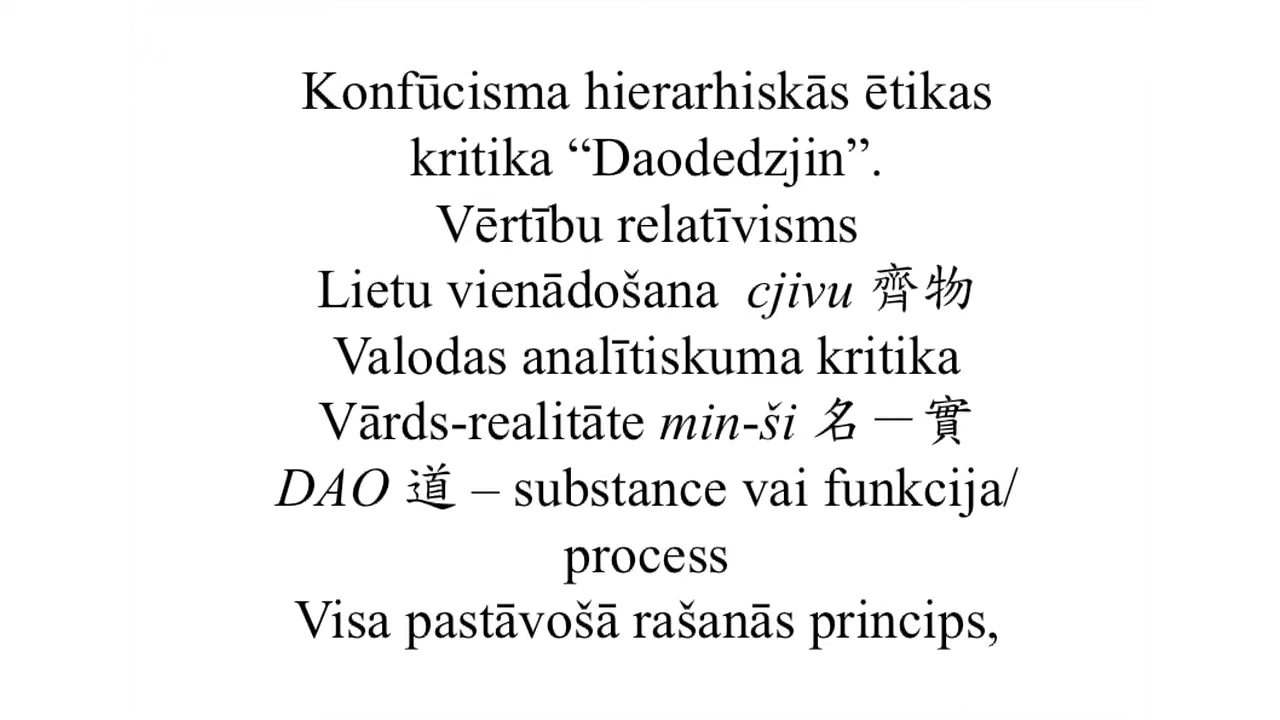 Konfūcisma hierarhiskās ētikas
kritika “Daodedzjin”.
Vērtību relatīvisms
Lietu vienādošana cjivu 齊物
Valodas analītiskuma kritika
Vārds-realitāte min-ši 名－實
DAO 道 – substance vai funkcija/
process
Visa pastāvošā rašanās princips,